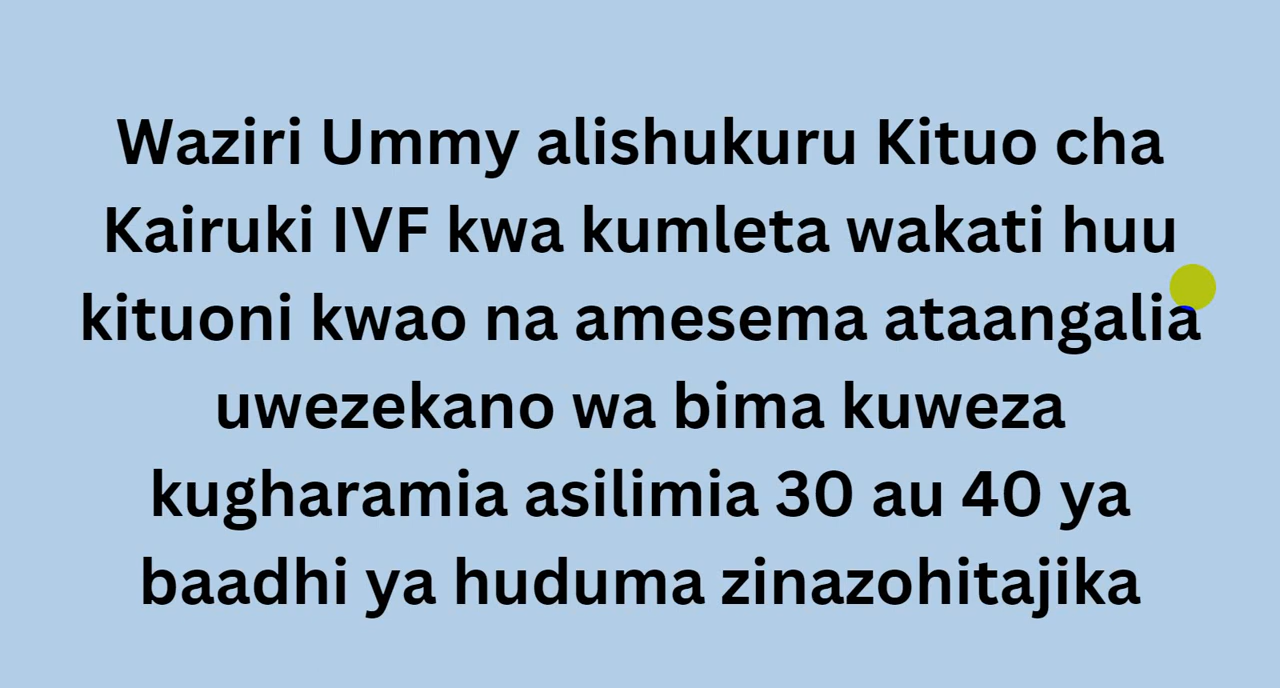 Waziri Ummy alishukuru Kituo cha
Kairuki IVF kwa kumleta wakati huu
kituoni kwao na amesema ataangalia
uwezekano wa bima kuweza
kugharamia asilimia 30 au 40 ya
baadhi ya huduma zinazohitajika